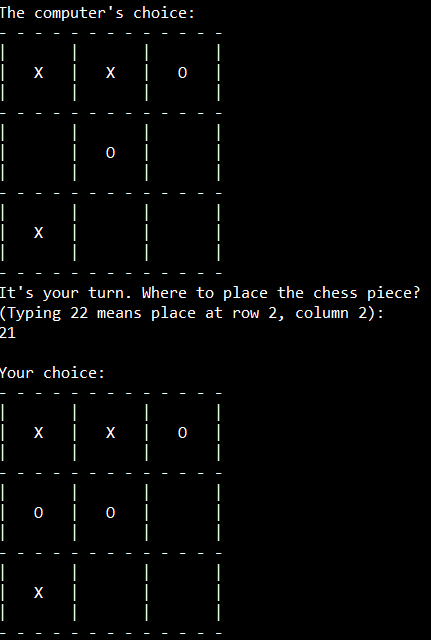 The computer's choice:
- - - - - - - - - - - - -
|       |       |       |
|   X   |   X   |   O   |
|       |       |       |
- - - - - - - - - - - - -
|       |       |       |
|       |   O   |       |
|       |       |       |
- - - - - - - - - - - - -
|       |       |       |
|   X   |       |       |
|       |       |       |
- - - - - - - - - - - - -
It's your turn. Where to place the chess piece?
(Typing 22 means place at row 2, column 2):
21
Your choice:
- - - - - - - - - - - - -
|       |       |       |
|   X   |   X   |   O   |
|       |       |       |
- - - - - - - - - - - - -
|       |       |       |
|   O   |   O   |       |
|       |       |       |
- - - - - - - - - - - - -
|       |       |       |
|   X   |       |       |
|       |       |       |
- - - - - - - - - - - - -